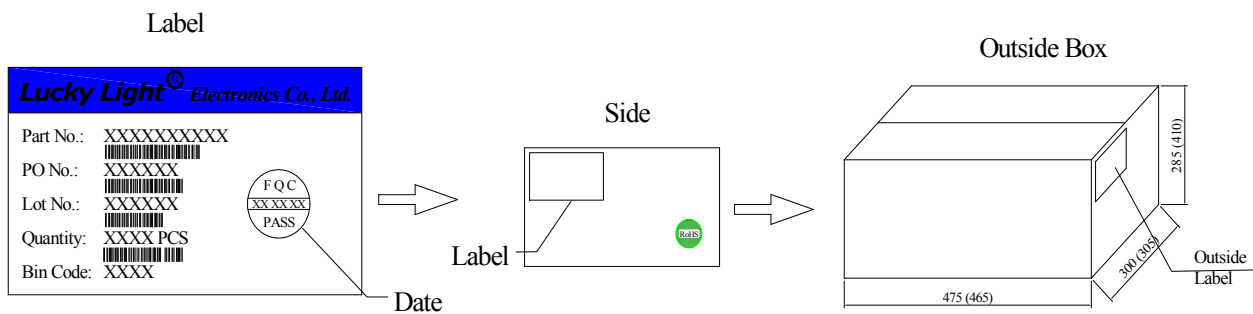 Label
Lucky Light® Electronics Co., Ltd.
Part No.: XXXXXXXXXX
PO No.: XXXXXX
Lot No.: XXXXXX
Quantity: XXXX PCS
Bin Code: XXXX
F Q C
XX XX XX
PASS
Date
Side
Label
RoHS
Outside Box
285 (410)
300 (305)
475 (465)
Outside
Label